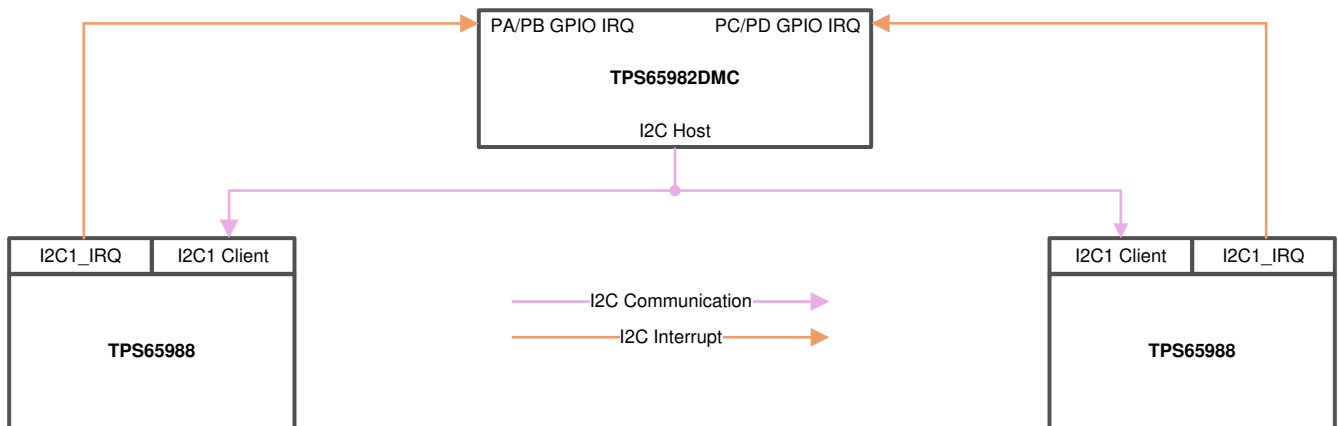 PA/PB GPIO IRQ PC/PD GPIO IRQ
TPS65982DMC
I2C Host
I2C1_IRQ I2C1 Client I2C1 Client I2C1_IRQ
I2C Communication
I2C Interrupt
TPS65988 TPS65988